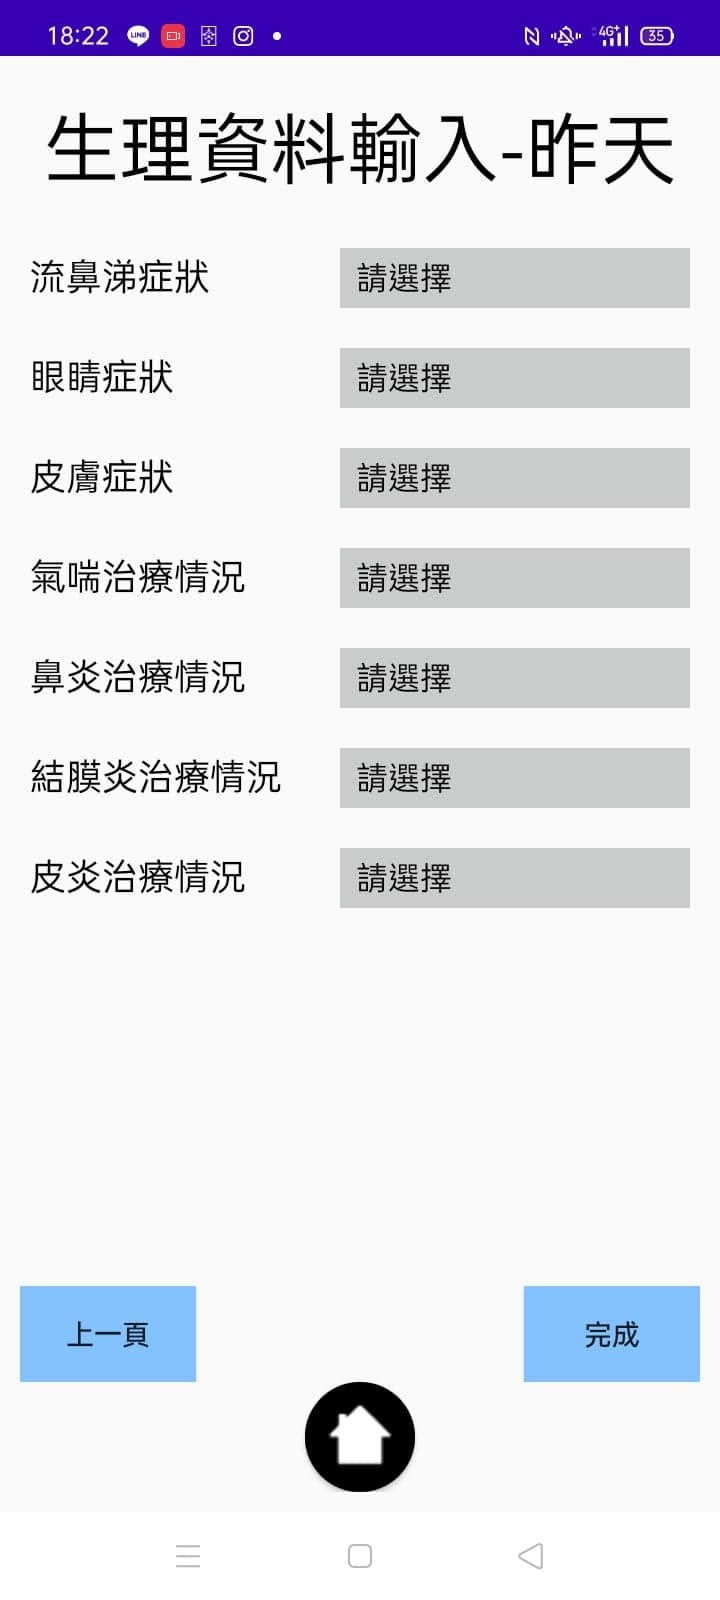 18:22 LINE 4G+ 35
生理資料輸入-昨天
流鼻涕症狀 請選擇
眼睛症狀 請選擇
皮膚症狀 請選擇
氣喘治療情況 請選擇
鼻炎治療情況 請選擇
結膜炎治療情況 請選擇
皮炎治療情況 請選擇
上一頁 完成